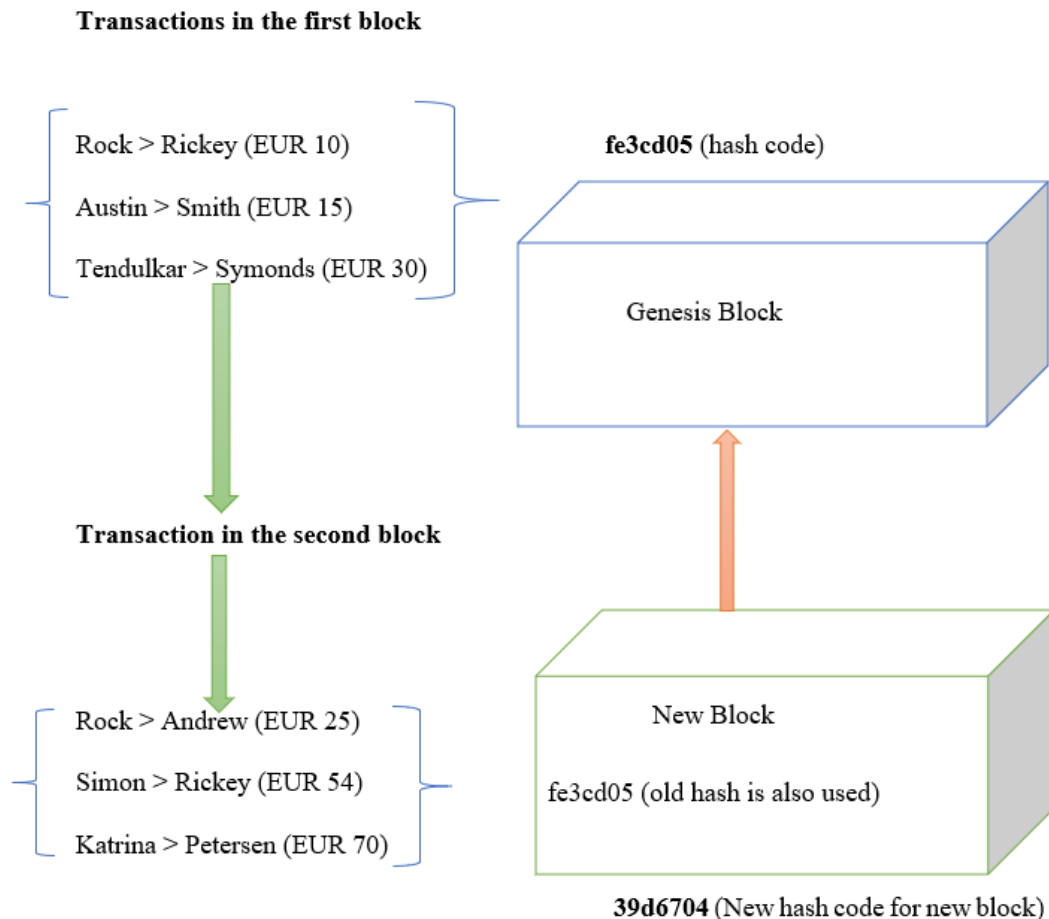 Transactions in the first block
Rock > Rickey (EUR 10)
Austin > Smith (EUR 15)
Tendulkar > Symonds (EUR 30)
fe3cd05 (hash code)
Genesis Block
Transaction in the second block
Rock > Andrew (EUR 25)
Simon > Rickey (EUR 54)
Katrina > Petersen (EUR 70)
New Block
fe3cd05 (old hash is also used)
39d6704 (New hash code for new block)